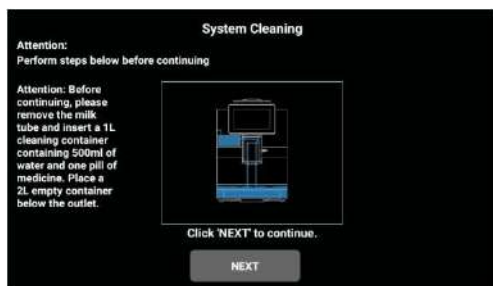 System Cleaning
Attention:
Perform steps below before continuing
Attention: Before
continuing, please
remove the milk
tube and insert a 1L
cleaning container
containing 500ml of
water and one pill of
medicine. Place a
2L empty container
below the outlet.
Click 'NEXT' to continue.
NEXT